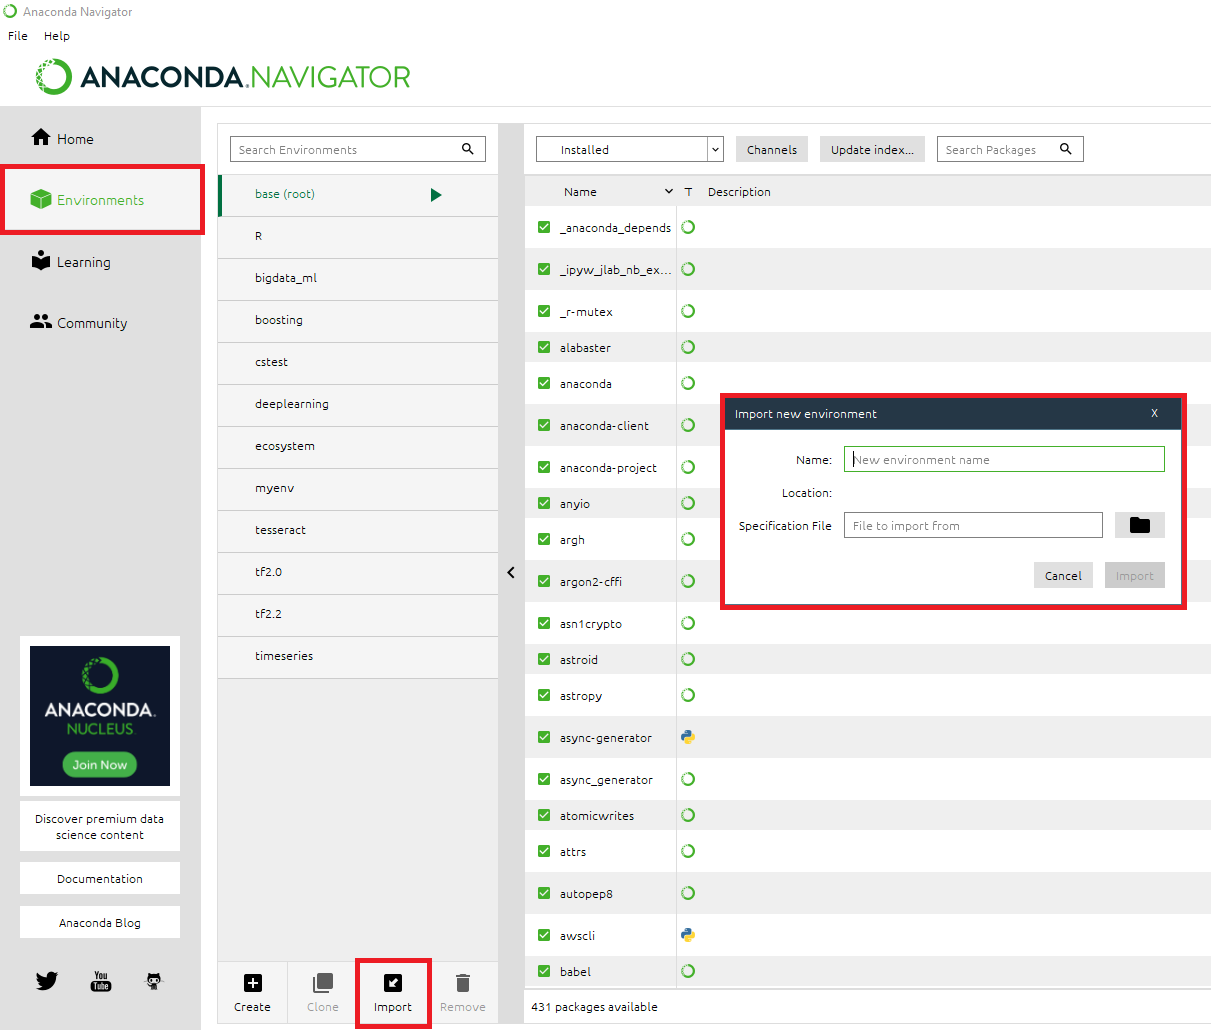 Anaconda Navigator
File Help
ANACONDA.NAVIGATOR
Home
Environments
Learning
Community
ANACONDA.
NUCLEUS
Join Now
Discover premium data
science content
Documentation
Anaconda Blog
You
Tube
Search Environments
base (root)
R
bigdata_ml
boosting
cstest
deeplearning
ecosystem
myenv
tesseract
tf2.0
tf2.2
timeseries
Create Clone Import Remove
Installed Channels Update index... Search Packages
Name T Description
_anaconda_depends
_ipyw_jlab_nb_ex...
_r-mutex
alabaster
anaconda
anaconda-client
anaconda-project
anyio
argh
argon2-cffi
asn1crypto
astroid
astropy
async-generator
async_generator
atomicwrites
attrs
autopep8
awscli
babel
431 packages available
Import new environment X
Name: New environment name
Location:
Specification File File to import from
Cancel Import